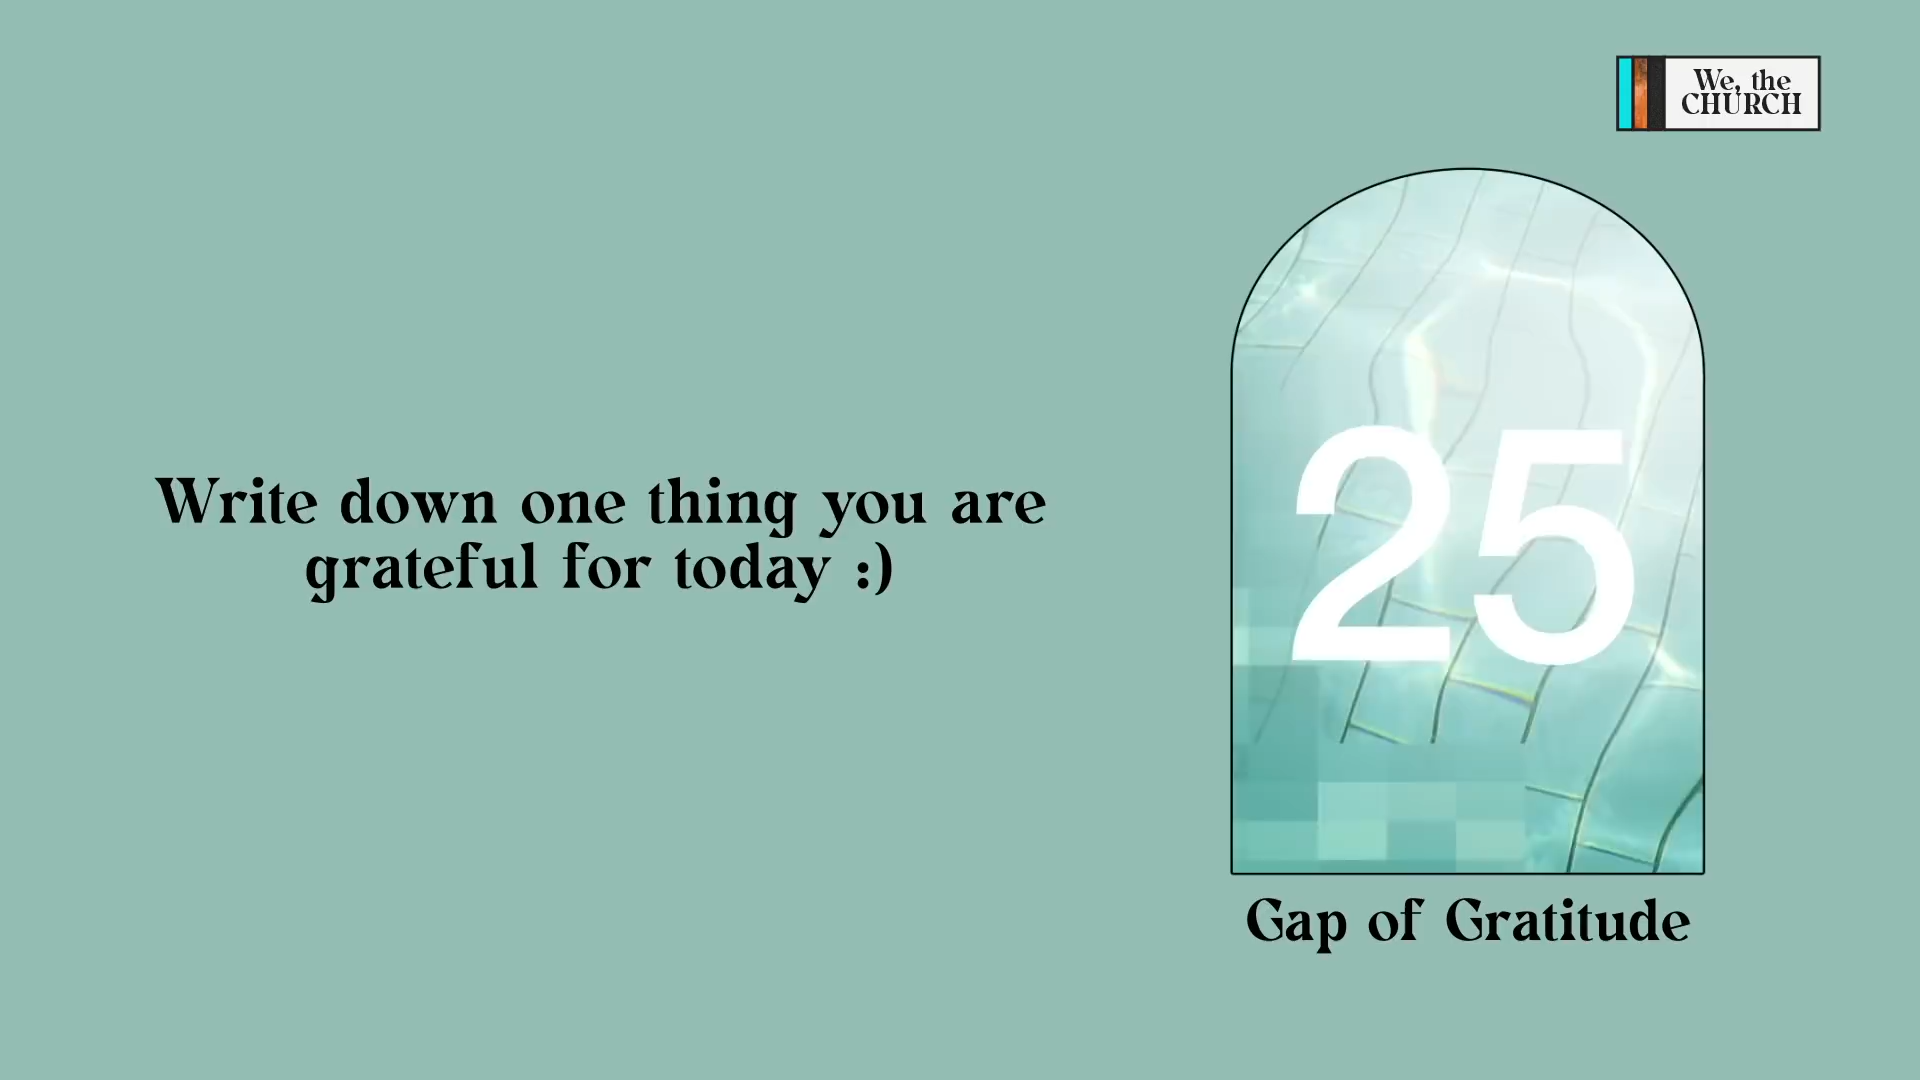 We, the
CHURCH
Write down one thing you are
grateful for today :)
25
Gap of Gratitude